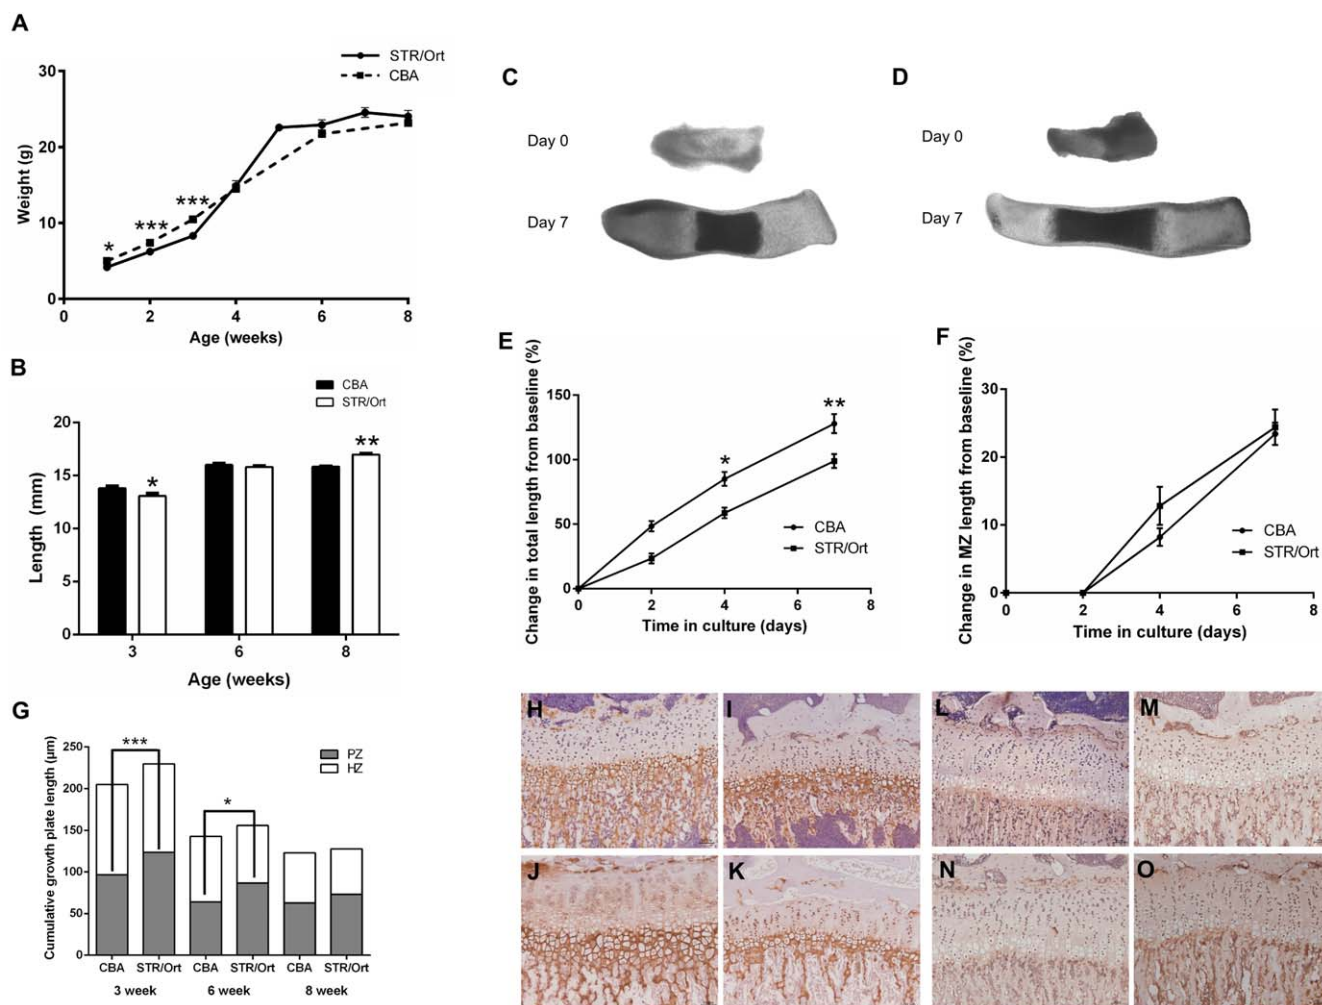 A
STR/Ort
CBA
30
20
10
0
Weight (g)
*
***
***
0
2
4
6
8
Age (weeks)
B
CBA
STR/Ort
20
15
10
5
0
Length (mm)
*
**
3
6
8
Age (weeks)
C
Day 0
Day 7
D
Day 0
Day 7
E
Change in total length from baseline (%)
150
100
50
0
*
**
CBA
STR/Ort
0
2
4
6
8
Time in culture (days)
F
Change in MZ length from baseline (%)
30
20
10
0
CBA
STR/Ort
0
2
4
6
8
Time in culture (days)
G
Cumulative growth plate length (µm)
250
200
150
100
50
0
***
*
PZ
HZ
CBA STR/Ort CBA STR/Ort CBA STR/Ort
3 week 6 week 8 week
H
I
L
M
J
K
N
O